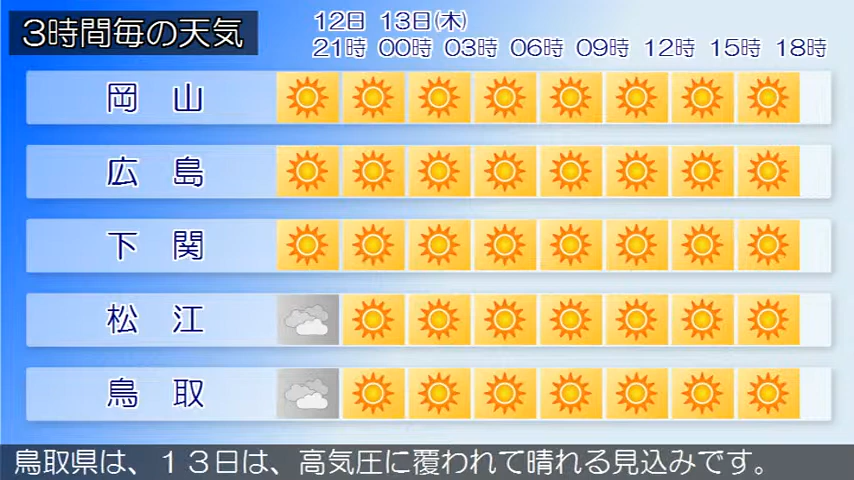 3時間毎の天気
12日 13日(木)
21時 00時 03時 06時 09時 12時 15時 18時
岡山
広島
下関
松江
鳥取
鳥取県は、１３日は、高気圧に覆われて晴れる見込みです。